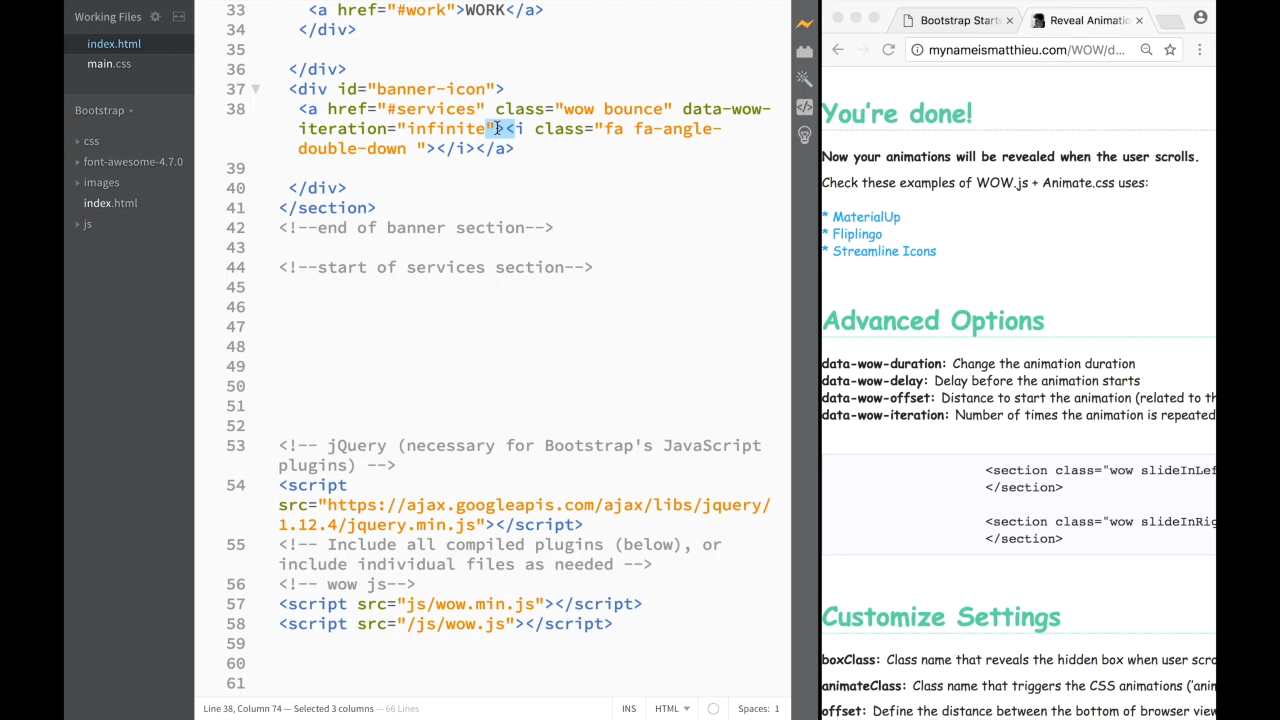 Working Files
index.html
main.css
Bootstrap
css
font-awesome-4.7.0
images
index.html
js
33 <a href="#work">WORK</a>
34 </div>
35
36 </div>
37 <div id="banner-icon">
38 <a href="#services" class="wow bounce" data-wow-
iteration="infinite"><i class="fa fa-angle-
double-down "></i></a>
39
40 </div>
41 </section>
42 <!--end of banner section-->
43
44 <!--start of services section-->
45
46
47
48
49
50
51
52
53 <!-- jQuery (necessary for Bootstrap's JavaScript
plugins) -->
54 <script
src="https://ajax.googleapis.com/ajax/libs/jquery/
1.12.4/jquery.min.js"></script>
55 <!-- Include all compiled plugins (below), or
include individual files as needed -->
56 <!-- wow js-->
57 <script src="js/wow.min.js"></script>
58 <script src="/js/wow.js"></script>
59
60
61
Line 38, Column 74 — Selected 3 columns — 66 Lines
INS HTML Spaces: 1
Bootstrap Start Reveal Animatio
mynameismatthieu.com/WOW/d...
You're done!
Now your animations will be revealed when the user scrolls.
Check these examples of WOW.js + Animate.css uses:
* MaterialUp
* Fliplingo
* Streamline Icons
Advanced Options
data-wow-duration: Change the animation duration
data-wow-delay: Delay before the animation starts
data-wow-offset: Distance to start the animation (related to th
data-wow-iteration: Number of times the animation is repeated
<section class="wow slideInLef
</section>
<section class="wow slideInRig
</section>
Customize Settings
boxClass: Class name that reveals the hidden box when user scro
animateClass: Class name that triggers the CSS animations ('ani
offset: Define the distance between the bottom of browser view